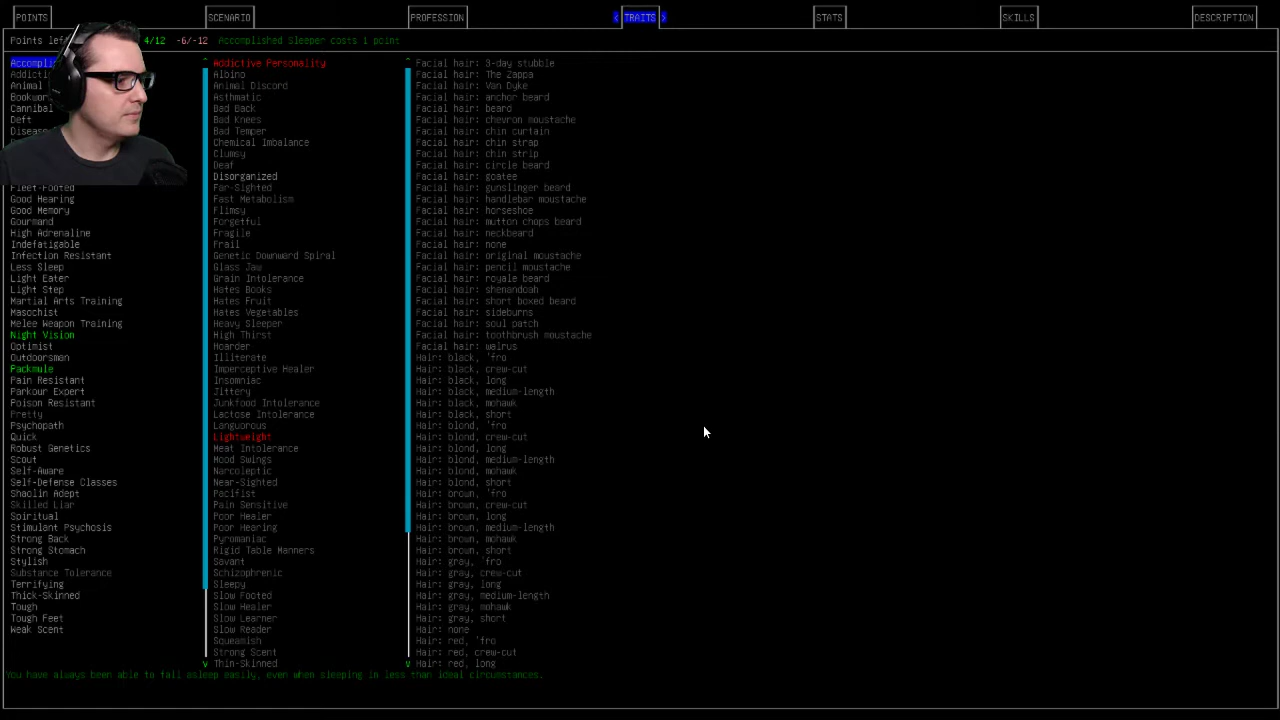 POINTS SCENARIO PROFESSION < TRAITS > STATS SKILLS DESCRIPTION
Points 4/12 -6/-12 Accomplished Sleeper costs 1 point
Addictive Personality
Albino
Animal
Animal Discord
Asthmatic
Cannibal
Bad Back
Deft
Bad Knees
Bad Temper
Chemical Imbalance
Clumsy
Deaf
Disorganized
Fleet-Footed
Far-Sighted
Good Hearing
Fast Metabolism
Good Memory
Flimsy
Gourmand
Forgetful
High Adrenaline
Fragile
Indefatigable
Frail
Infection Resistant
Genetic Downward Spiral
Less Sleep
Glass Jaw
Light Eater
Grain Intolerance
Light Step
Hates Books
Martial Arts Training
Hates Fruit
Masochist
Hates Vegetables
Melee Weapon Training
Heavy Sleeper
Night Vision
High Thirst
Optimist
Hoarder
Outdoorsman
Illiterate
Packmule
Imperceptive Healer
Pain Resistant
Insomniac
Parkour Expert
Jittery
Poison Resistant
Junkfood Intolerance
Pretty
Lactose Intolerance
Psychopath
Languorous
Quick
Lightweight
Robust Genetics
Meat Intolerance
Scout
Mood Swings
Self-Aware
Narcoleptic
Self-Defense Classes
Near-Sighted
Shaolin Adept
Pacifist
Skilled Liar
Pain Sensitive
Spiritual
Poor Healer
Stimulant Psychosis
Poor Hearing
Strong Back
Pyromaniac
Strong Stomach
Rigid Table Manners
Stylish
Savant
Substance Tolerance
Schizophrenic
Terrifying
Sleepy
Thick-Skinned
Slow Footed
Tough
Slow Healer
Tough Feet
Slow Learner
Weak Scent
Slow Reader
Squeamish
Strong Scent
Thin-Skinned
Facial hair: 3-day stubble
Facial hair: The Zappa
Facial hair: Van Dyke
Facial hair: anchor beard
Facial hair: beard
Facial hair: chevron moustache
Facial hair: chin curtain
Facial hair: chin strap
Facial hair: chin strip
Facial hair: circle beard
Facial hair: goatee
Facial hair: gunslinger beard
Facial hair: handlebar moustache
Facial hair: horseshoe
Facial hair: mutton chops beard
Facial hair: neckbeard
Facial hair: none
Facial hair: original moustache
Facial hair: pencil moustache
Facial hair: royale beard
Facial hair: shenandoah
Facial hair: short boxed beard
Facial hair: sideburns
Facial hair: soul patch
Facial hair: toothbrush moustache
Facial hair: walrus
Hair: black, 'fro
Hair: black, crew-cut
Hair: black, long
Hair: black, medium-length
Hair: black, mohawk
Hair: black, short
Hair: blond, 'fro
Hair: blond, crew-cut
Hair: blond, long
Hair: blond, medium-length
Hair: blond, mohawk
Hair: blond, short
Hair: brown, 'fro
Hair: brown, crew-cut
Hair: brown, long
Hair: brown, medium-length
Hair: brown, mohawk
Hair: brown, short
Hair: gray, 'fro
Hair: gray, crew-cut
Hair: gray, long
Hair: gray, medium-length
Hair: gray, mohawk
Hair: gray, short
Hair: none
Hair: red, 'fro
Hair: red, crew-cut
Hair: red, long
You have always been able to fall asleep easily, even when sleeping in less than ideal circumstances.